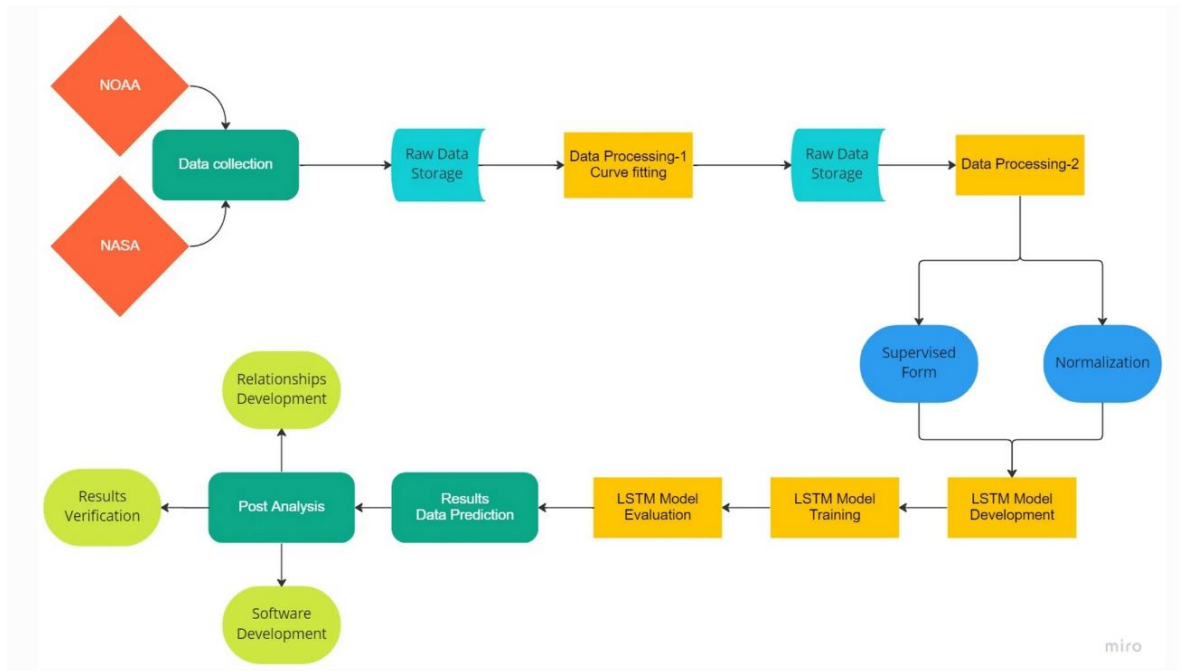 NOAA
Data collection
NASA
Raw Data
Storage
Data Processing-1
Curve fitting
Raw Data
Storage
Data Processing-2
Supervised
Form
Normalization
LSTM Model
Development
LSTM Model
Training
LSTM Model
Evaluation
Results
Data Prediction
Post Analysis
Relationships
Development
Results
Verification
Software
Development
miro